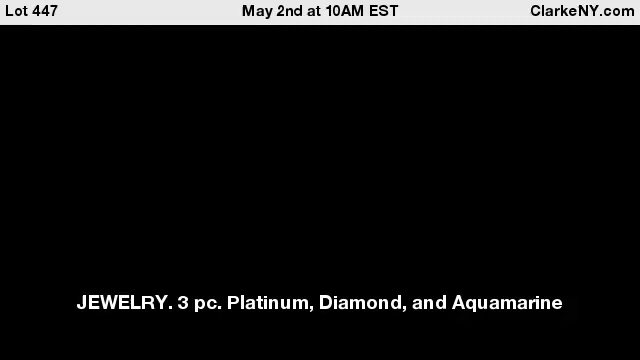 Lot 447 May 2nd at 10AM EST ClarkeNY.com
JEWELRY. 3 pc. Platinum, Diamond, and Aquamarine